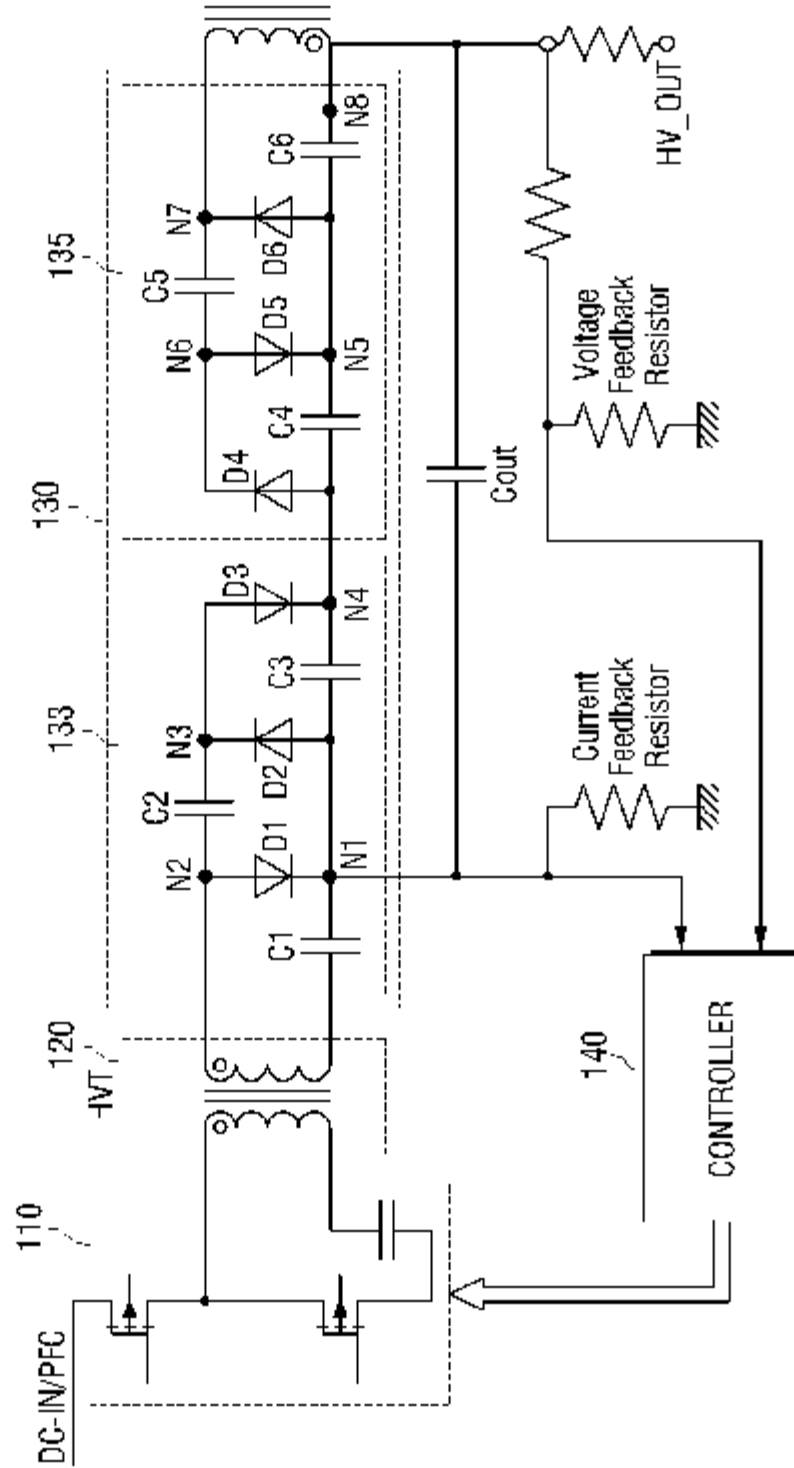 DC-IN/PFC
110
HVT
120
130
133
135
N2
C2
N3
N6
C5
N7
D1
D2
D3
D4
D5
D6
C1
N1
C3
N4
C4
N5
C6
N8
Cout
Current
Feedback
Resistor
Voltage
Feedback
Resistor
HV_OUT
140
CONTROLLER